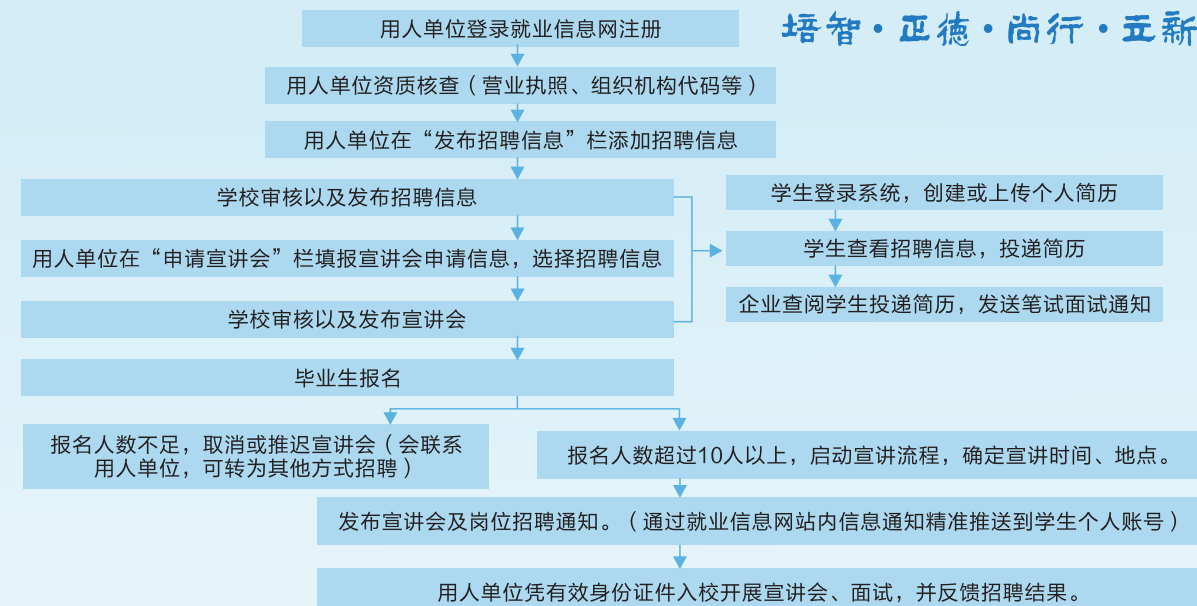 培智·正德·尚行·立新
用人单位登录就业信息网注册
用人单位资质核查（营业执照、组织机构代码等）
用人单位在“发布招聘信息”栏添加招聘信息
学校审核以及发布招聘信息
用人单位在“申请宣讲会”栏填报宣讲会申请信息，选择招聘信息
学校审核以及发布宣讲会
学生登录系统，创建或上传个人简历
学生查看招聘信息，投递简历
企业查阅学生投递简历，发送笔试面试通知
毕业生报名
报名人数不足，取消或推迟宣讲会（会联系
用人单位，可转为其他方式招聘）
报名人数超过10人以上，启动宣讲流程，确定宣讲时间、地点。
发布宣讲会及岗位招聘通知。（通过就业信息网站内信息通知精准推送到学生个人账号）
用人单位凭有效身份证件入校开展宣讲会、面试，并反馈招聘结果。